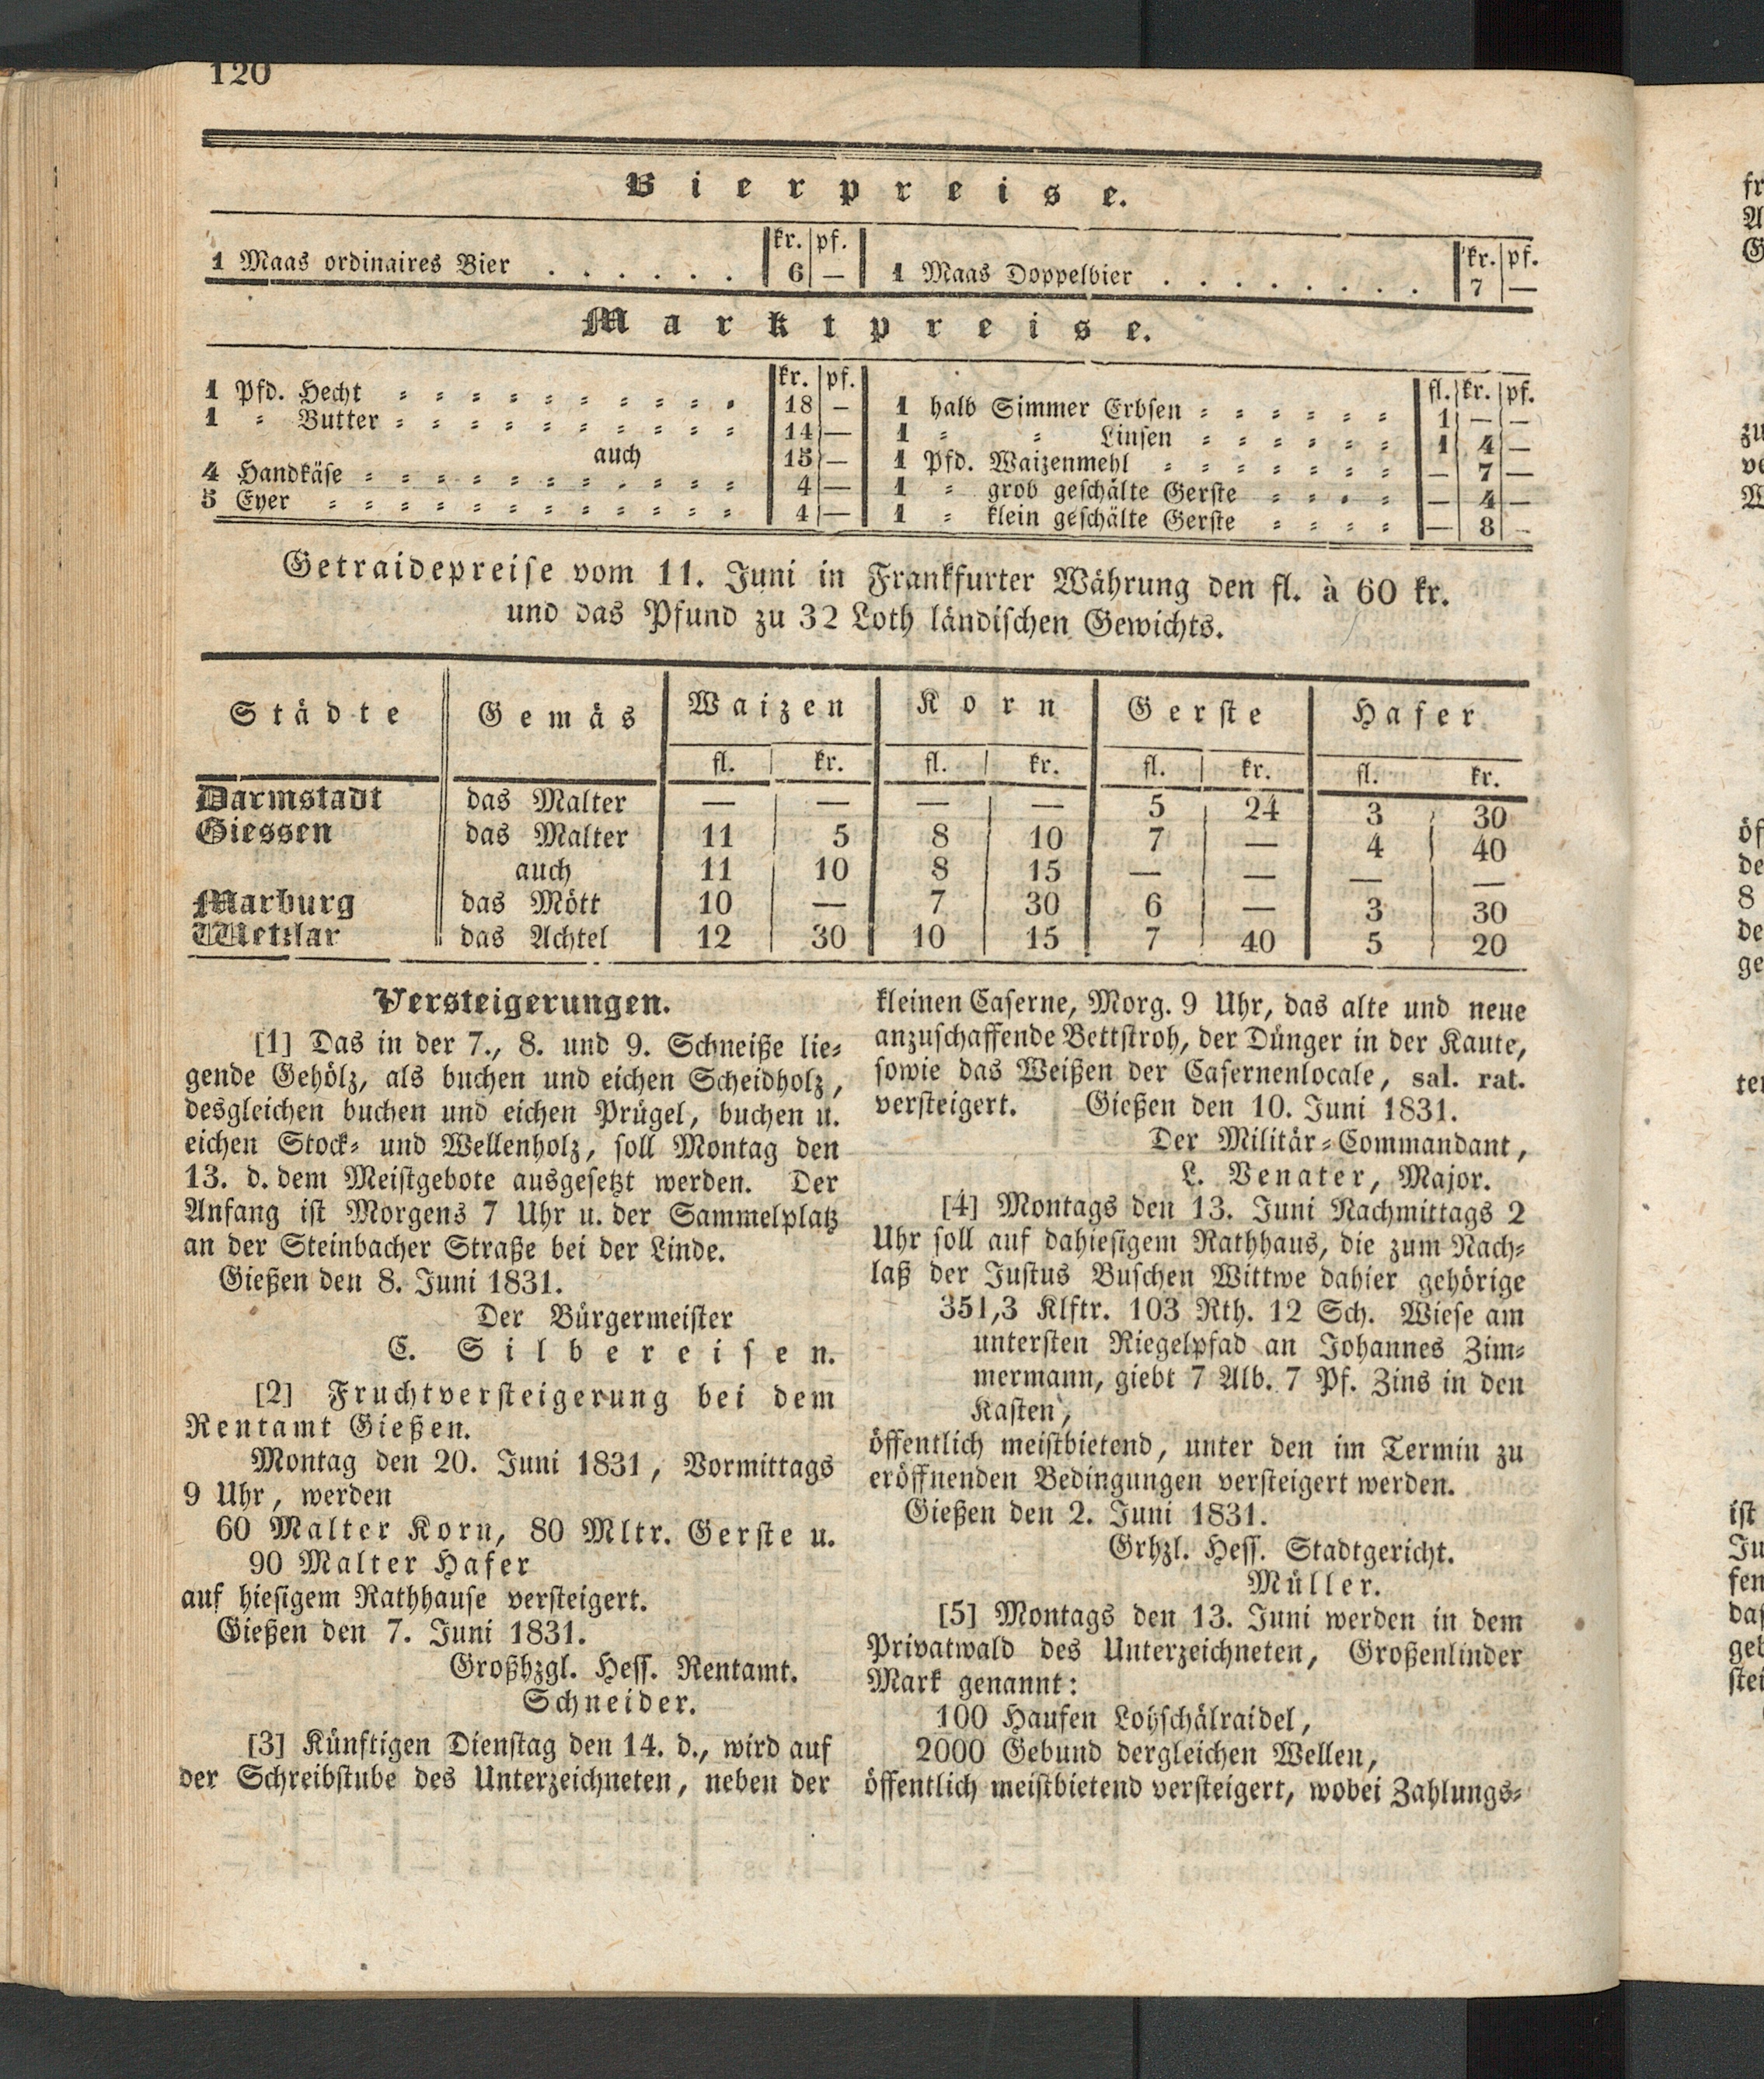 120
Bierpreise.
kr. pf. kr. pf.
1 Maas ordinaires Bier . . . . . . 6 — 1 Maas Doppelbier . . . . . . . . 7 —
Marktpreise.
kr. pf. fl. kr. pf.
1 Pfd. Hecht 18 — 1 halb Simmer Erbsen 1 — —
1 " Butter 14 — 1 " " Linsen 1 4 —
auch 15 — 1 Pfd. Waizenmehl — 7 —
4 Handkäse 4 — 1 " grob geschälte Gerste — 4 —
5 Eyer 4 — 1 " klein geschälte Gerste — 8 —
Getraidepreise vom 11. Juni in Frankfurter Währung den fl. à 60 kr.
und das Pfund zu 32 Loth ländischen Gewichts.
Städte Gemäs Waizen Korn Gerste Hafer
fl. kr. fl. kr. fl. kr. fl. kr.
Darmstadt das Malter — — — — 5 24 3 30
Giessen das Malter 11 5 8 10 7 — 4 40
auch 11 10 8 15 — — — —
Marburg das Mött 10 — 7 30 6 — 3 30
Wetzlar das Achtel 12 30 10 15 7 40 5 20
Versteigerungen.
[1] Das in der 7., 8. und 9. Schneiße lie-
gende Gehölz, als buchen und eichen Scheidholz,
desgleichen buchen und eichen Prügel, buchen u.
eichen Stock- und Wellenholz, soll Montag den
13. d. dem Meistgebote ausgesetzt werden. Der
Anfang ist Morgens 7 Uhr u. der Sammelplatz
an der Steinbacher Straße bei der Linde.
Gießen den 8. Juni 1831.
Der Bürgermeister
C. Silbereisen.
[2] Fruchtversteigerung bei dem
Rentamt Gießen.
Montag den 20. Juni 1831, Vormittags
9 Uhr, werden
60 Malter Korn, 80 Mltr. Gerste u.
90 Malter Hafer
auf hiesigem Rathhause versteigert.
Gießen den 7. Juni 1831.
Großhzgl. Hess. Rentamt.
Schneider.
[3] Künftigen Dienstag den 14. d., wird auf
der Schreibstube des Unterzeichneten, neben der
kleinen Caserne, Morg. 9 Uhr, das alte und neue
anzuschaffende Bettstroh, der Dünger in der Kaute,
sowie das Weißen der Casernenlocale, sal. rat.
versteigert. Gießen den 10. Juni 1831.
Der Militär-Commandant,
L. Venater, Major.
[4] Montags den 13. Juni Nachmittags 2
Uhr soll auf dahiesigem Rathhaus, die zum Nach-
laß der Justus Buschen Wittwe dahier gehörige
351,3 Klftr. 103 Rth. 12 Sch. Wiese am
untersten Riegelpfad an Johannes Zim-
mermann, giebt 7 Alb. 7 Pf. Zins in den
Kasten,
öffentlich meistbietend, unter den im Termin zu
eröffnenden Bedingungen versteigert werden.
Gießen den 2. Juni 1831.
Grhzl. Hess. Stadtgericht.
Müller.
[5] Montags den 13. Juni werden in dem
Privatwald des Unterzeichneten, Großenlinder
Mark genannt:
100 Haufen Lohschälraidel,
2000 Gebund dergleichen Wellen,
öffentlich meistbietend versteigert, wobei Zahlungs-